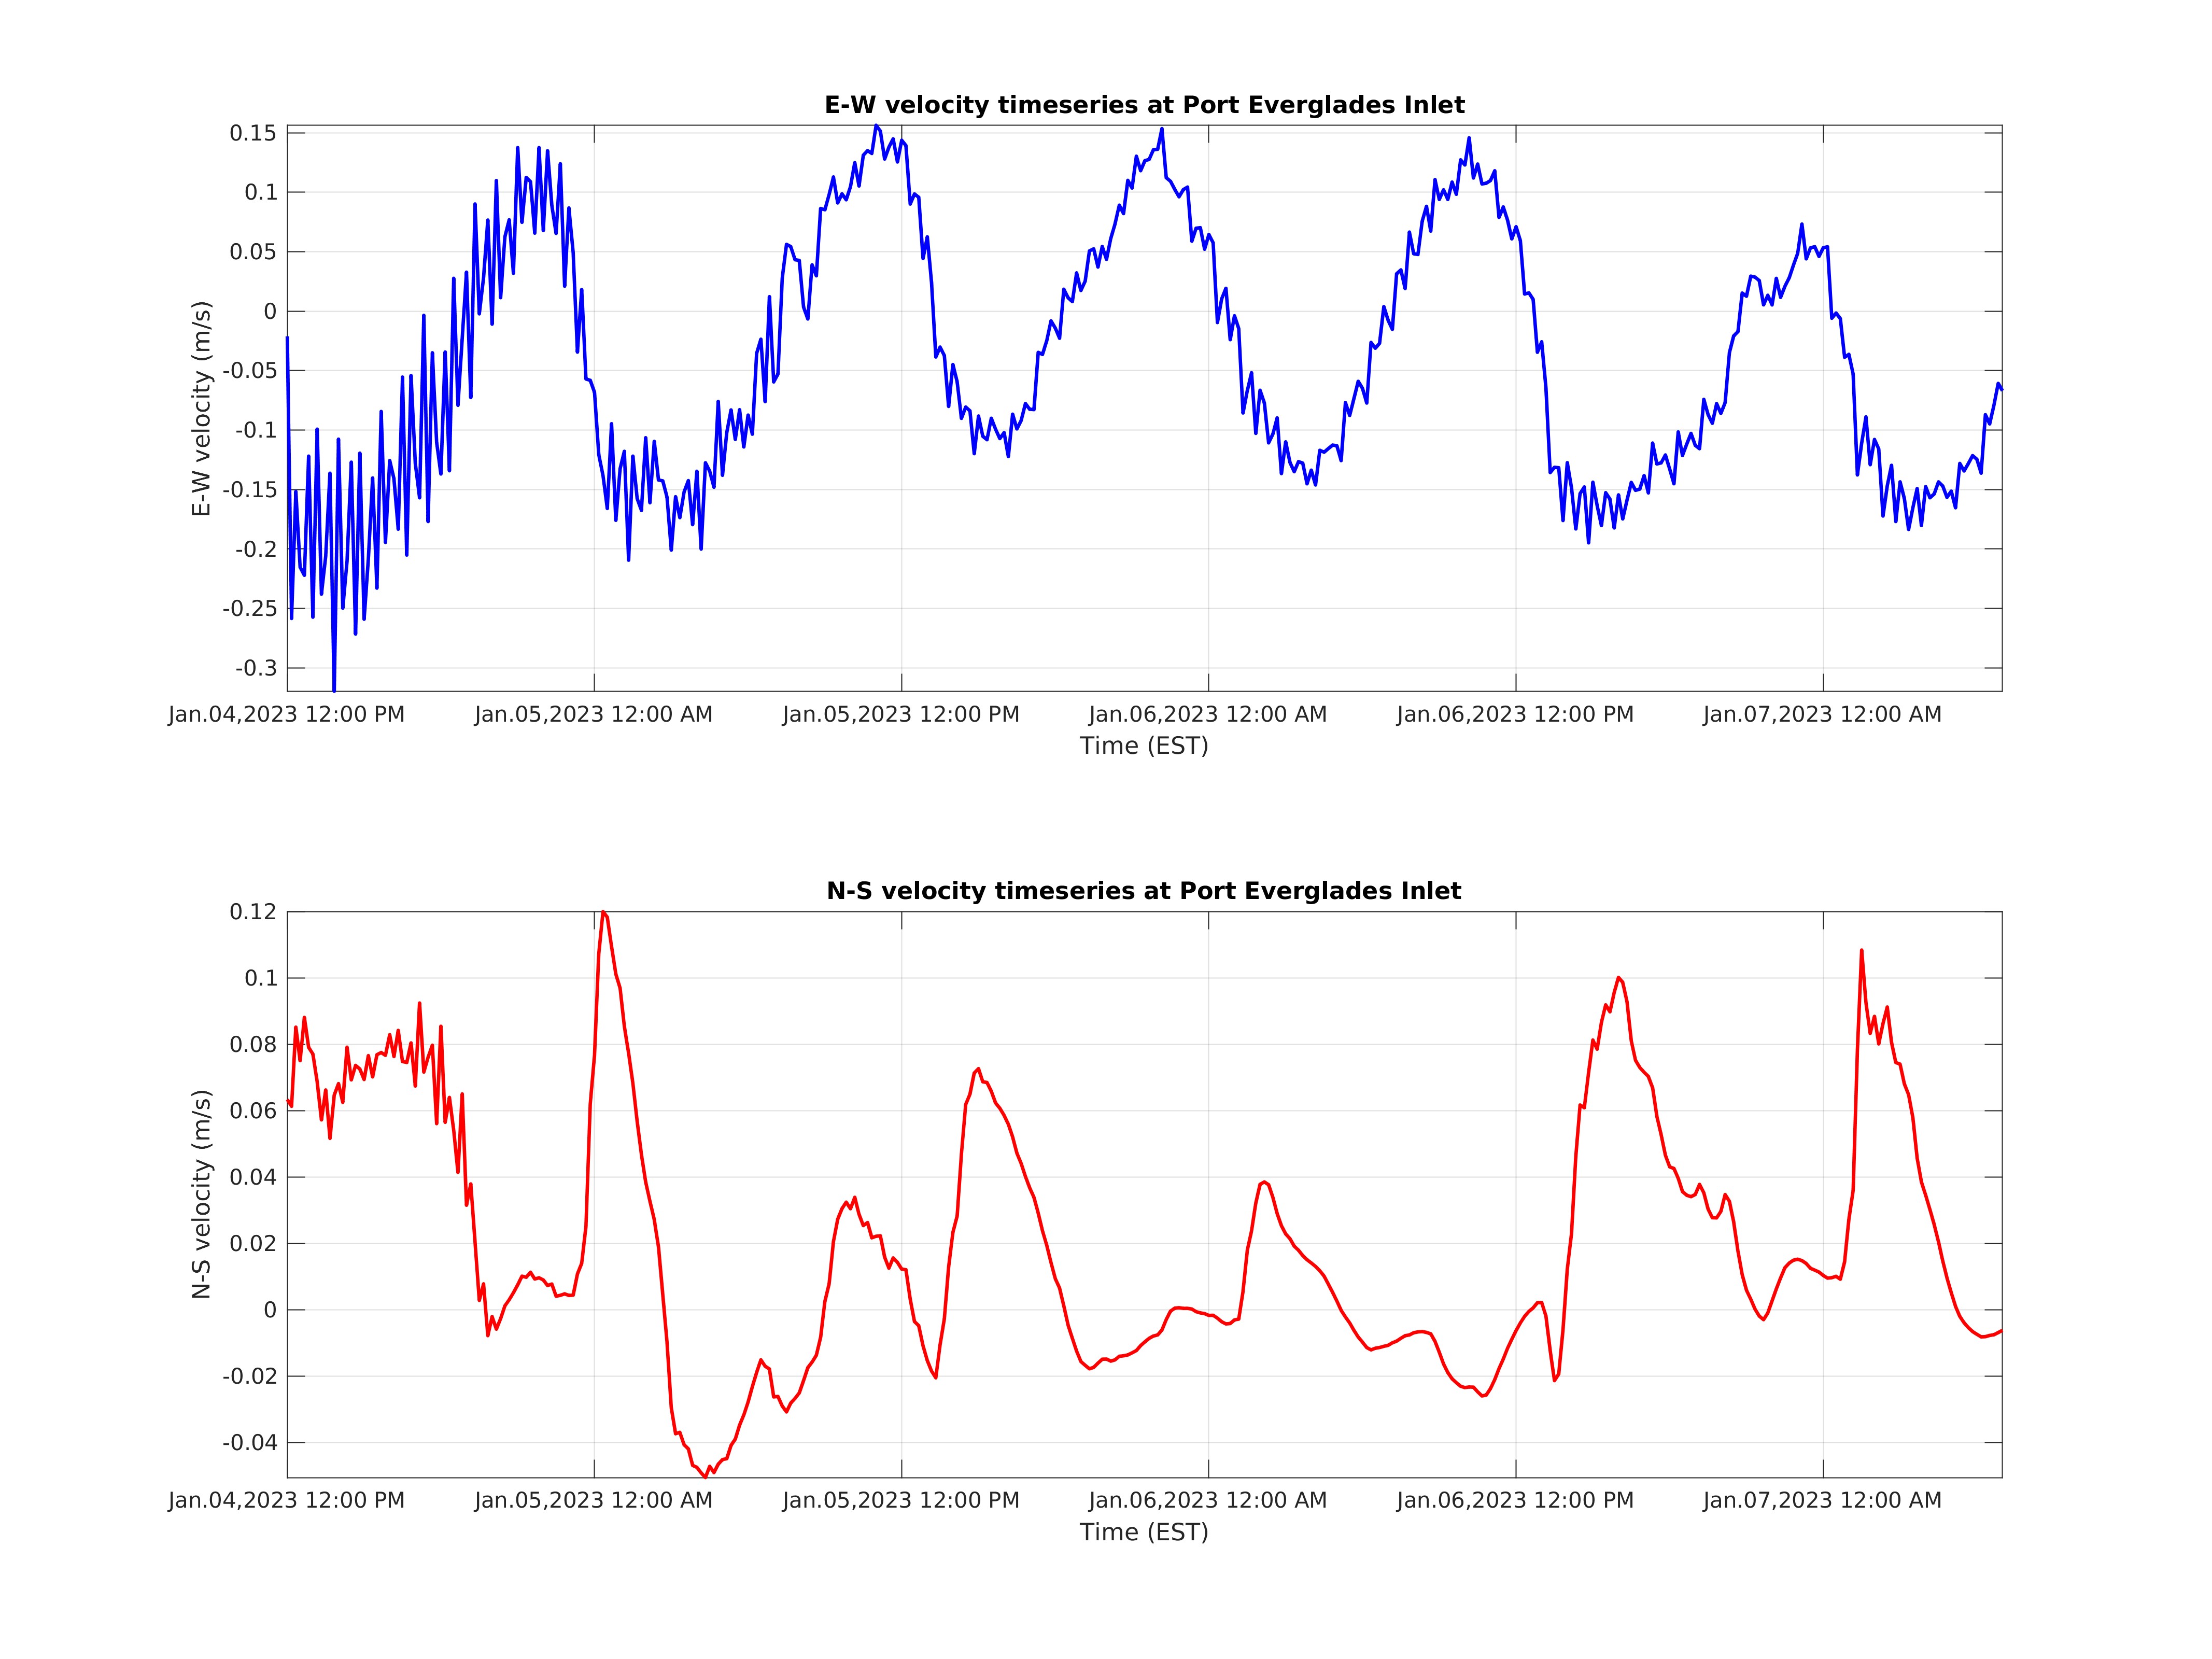 E-W velocity timeseries at Port Everglades Inlet
0.15
0.1
0.05
0
-0.05
-0.1
-0.15
-0.2
-0.25
-0.3
E-W velocity (m/s)
Jan.04,2023 12:00 PM Jan.05,2023 12:00 AM Jan.05,2023 12:00 PM Jan.06,2023 12:00 AM Jan.06,2023 12:00 PM Jan.07,2023 12:00 AM
Time (EST)
N-S velocity timeseries at Port Everglades Inlet
0.12
0.1
0.08
0.06
0.04
0.02
0
-0.02
-0.04
N-S velocity (m/s)
Jan.04,2023 12:00 PM Jan.05,2023 12:00 AM Jan.05,2023 12:00 PM Jan.06,2023 12:00 AM Jan.06,2023 12:00 PM Jan.07,2023 12:00 AM
Time (EST)